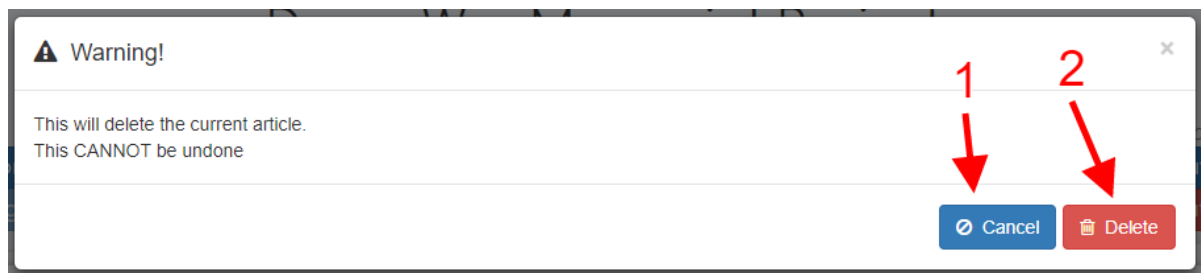 Warning!
×
1
2
This will delete the current article.
This CANNOT be undone
Cancel
Delete